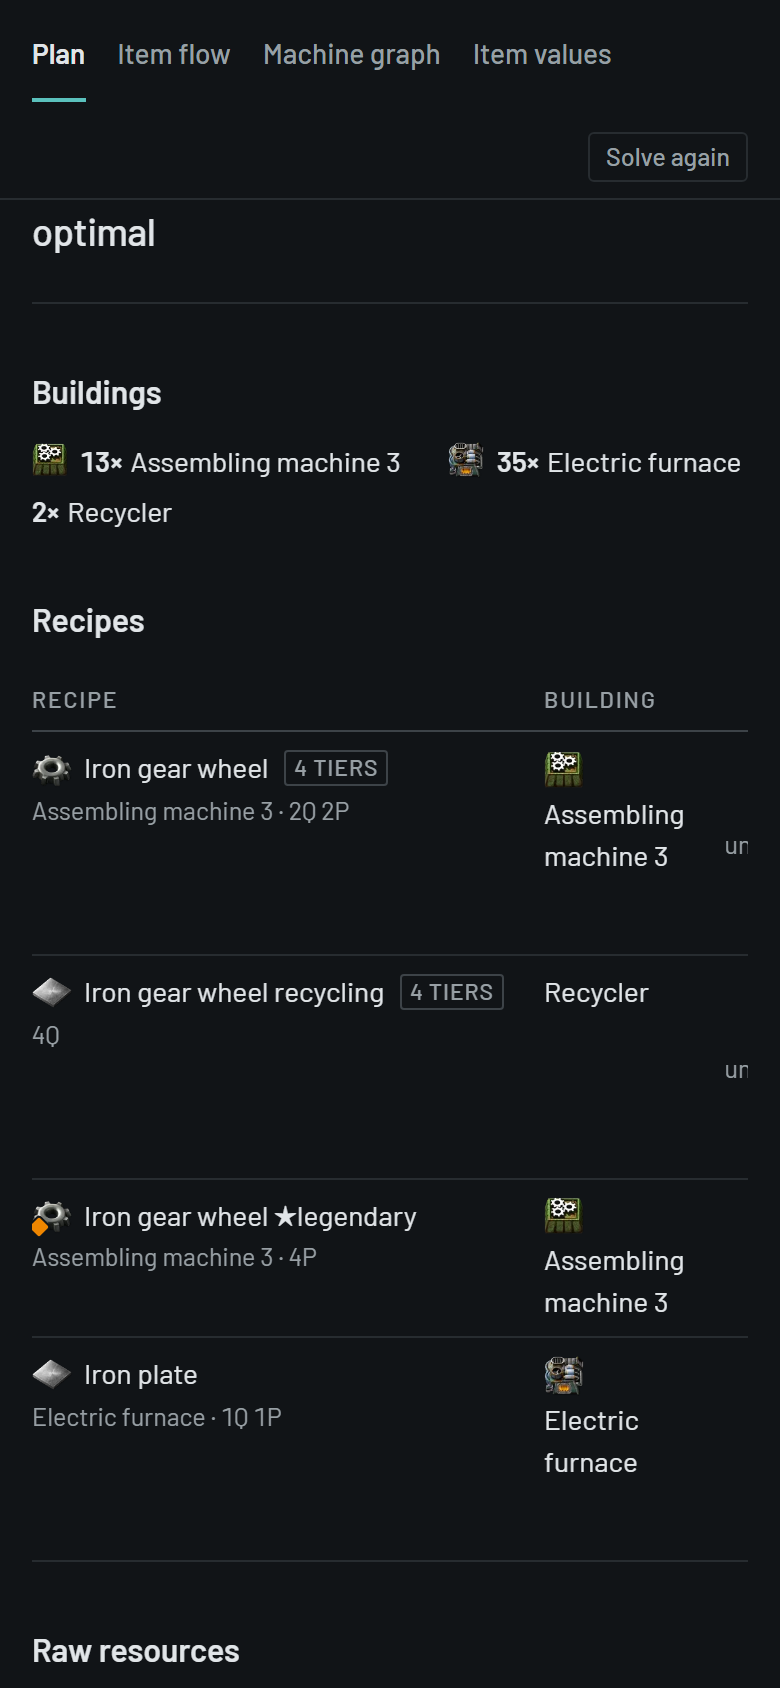 Plan Item flow Machine graph Item values
Solve again
optimal
Buildings
13× Assembling machine 3 35× Electric furnace
2× Recycler
Recipes
RECIPE BUILDING
Iron gear wheel 4 TIERS
Assembling machine 3 · 2Q 2P
Assembling
machine 3
un
Iron gear wheel recycling 4 TIERS Recycler
4Q
un
Iron gear wheel ★legendary
Assembling machine 3 · 4P
Assembling
machine 3
Iron plate
Electric furnace · 1Q 1P
Electric
furnace
Raw resources